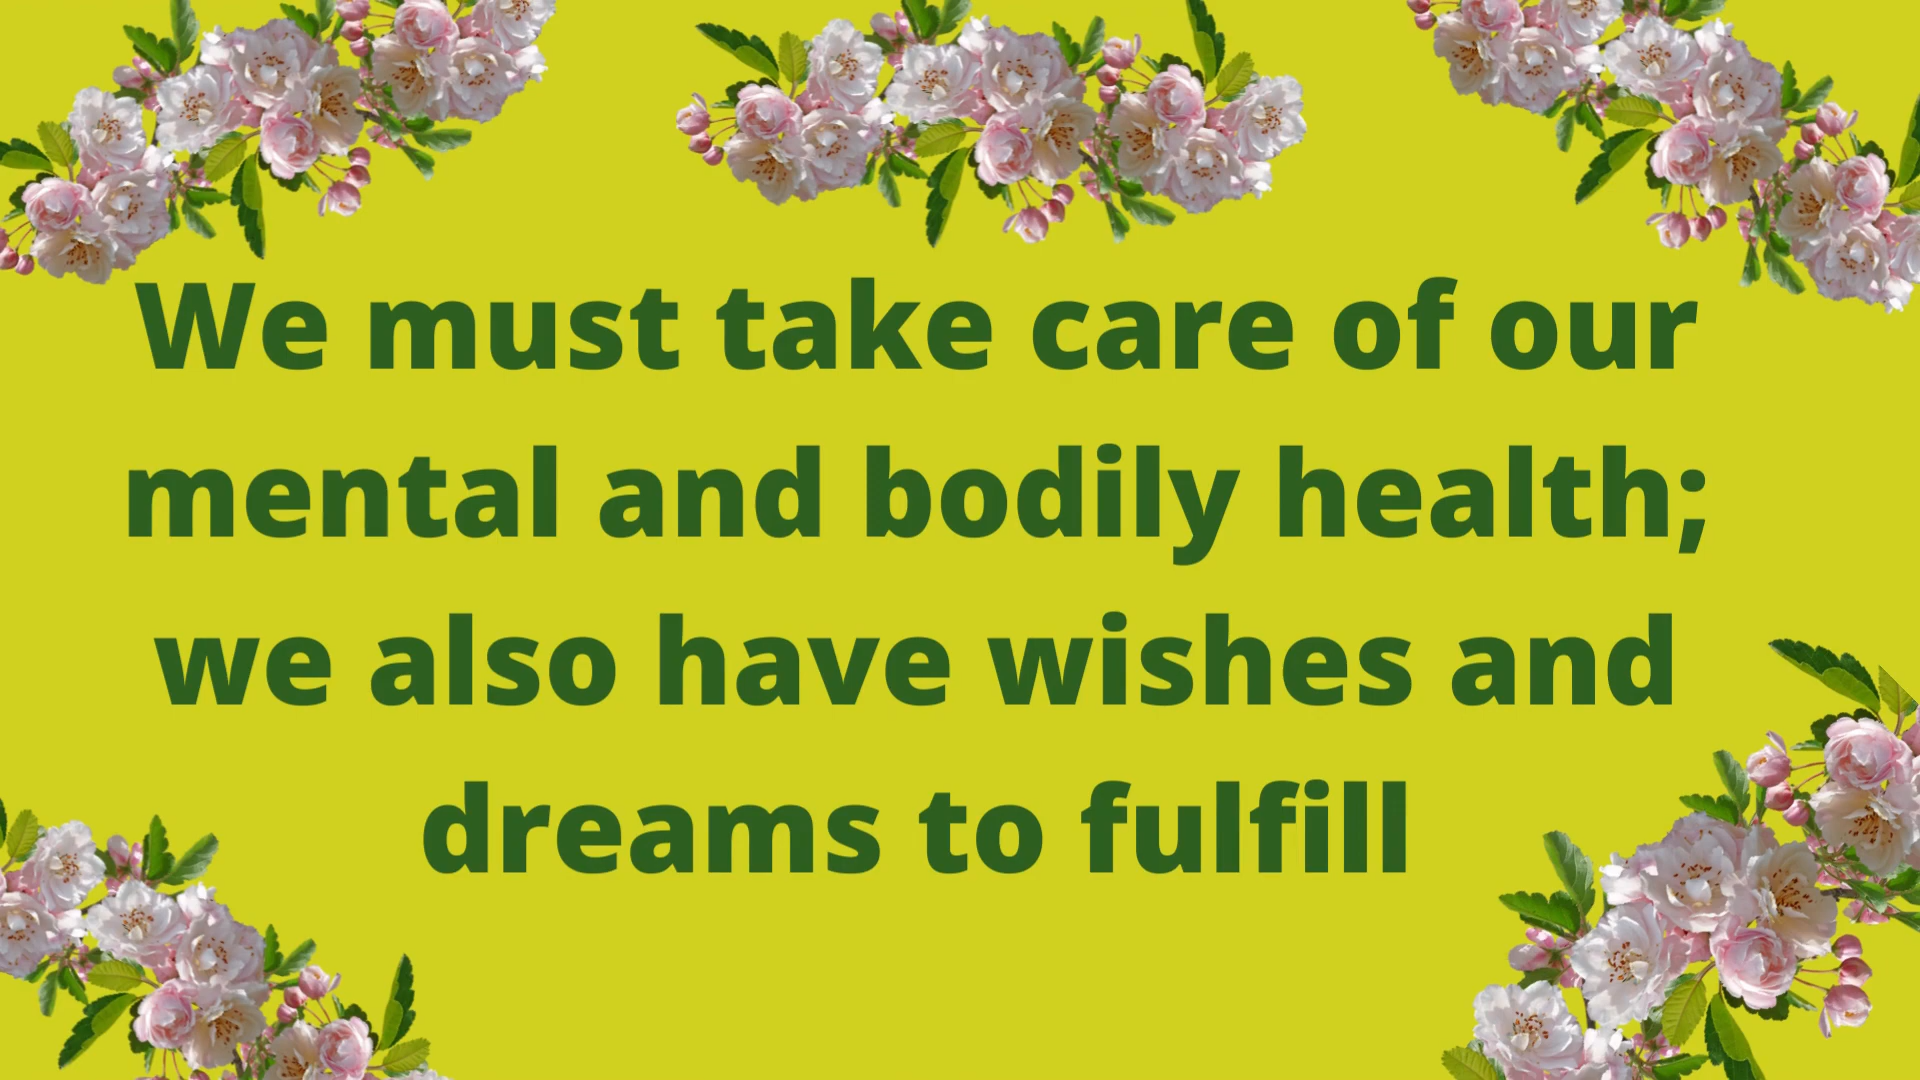 We must take care of our
mental and bodily health;
we also have wishes and
dreams to fulfill